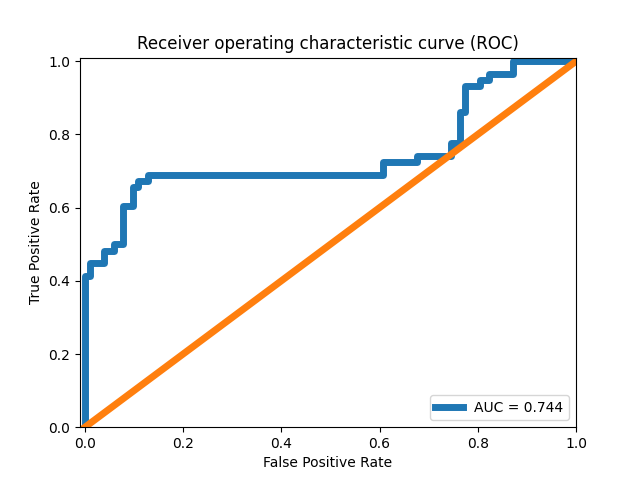 Receiver operating characteristic curve (ROC)
1.0
0.8
0.6
0.4
0.2
0.0
True Positive Rate
AUC = 0.744
0.0 0.2 0.4 0.6 0.8 1.0
False Positive Rate